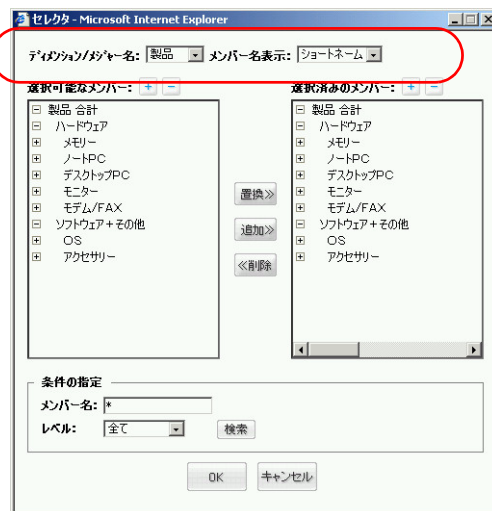 セレクタ - Microsoft Internet Explorer
ディメンション/メジャー名: 製品 メンバー名表示: ショートネーム
選択可能なメンバー: + − 選択済みのメンバー: + −
製品 合計
ハードウェア
メモリー
ノートPC
デスクトップPC
モニター
モデム/FAX
ソフトウェア+その他
OS
アクセサリー
置換≫
追加≫
≪削除
製品 合計
ハードウェア
メモリー
ノートPC
デスクトップPC
モニター
モデム/FAX
ソフトウェア+その他
OS
アクセサリー
条件の指定
メンバー名: *
レベル: 全て 検索
OK キャンセル